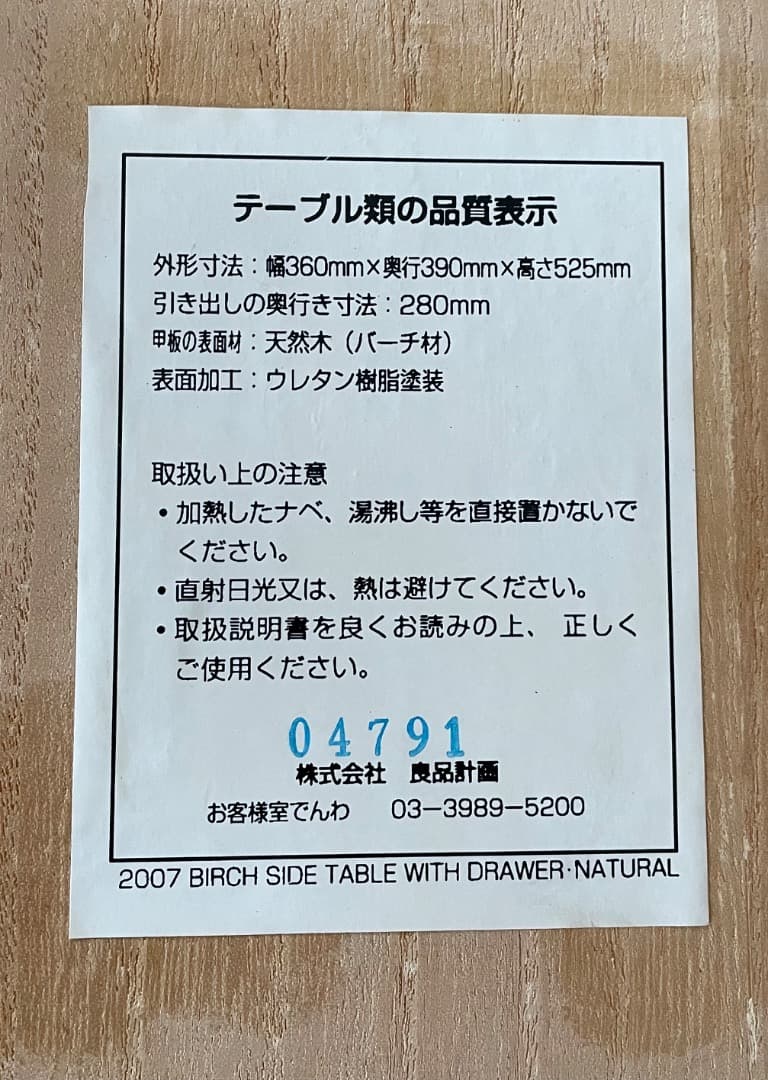 テーブル類の品質表示
外形寸法：幅360mm×奥行390mm×高さ525mm
引き出しの奥行き寸法：280mm
甲板の表面材：天然木（バーチ材）
表面加工：ウレタン樹脂塗装
取扱い上の注意
・加熱したナベ、湯沸し等を直接置かないで
ください。
・直射日光又は、熱は避けてください。
・取扱説明書を良くお読みの上、 正しく
ご使用ください。
04791
株式会社　良品計画
お客様室でんわ　03－3989－5200
2007 BIRCH SIDE TABLE WITH DRAWER･NATURAL